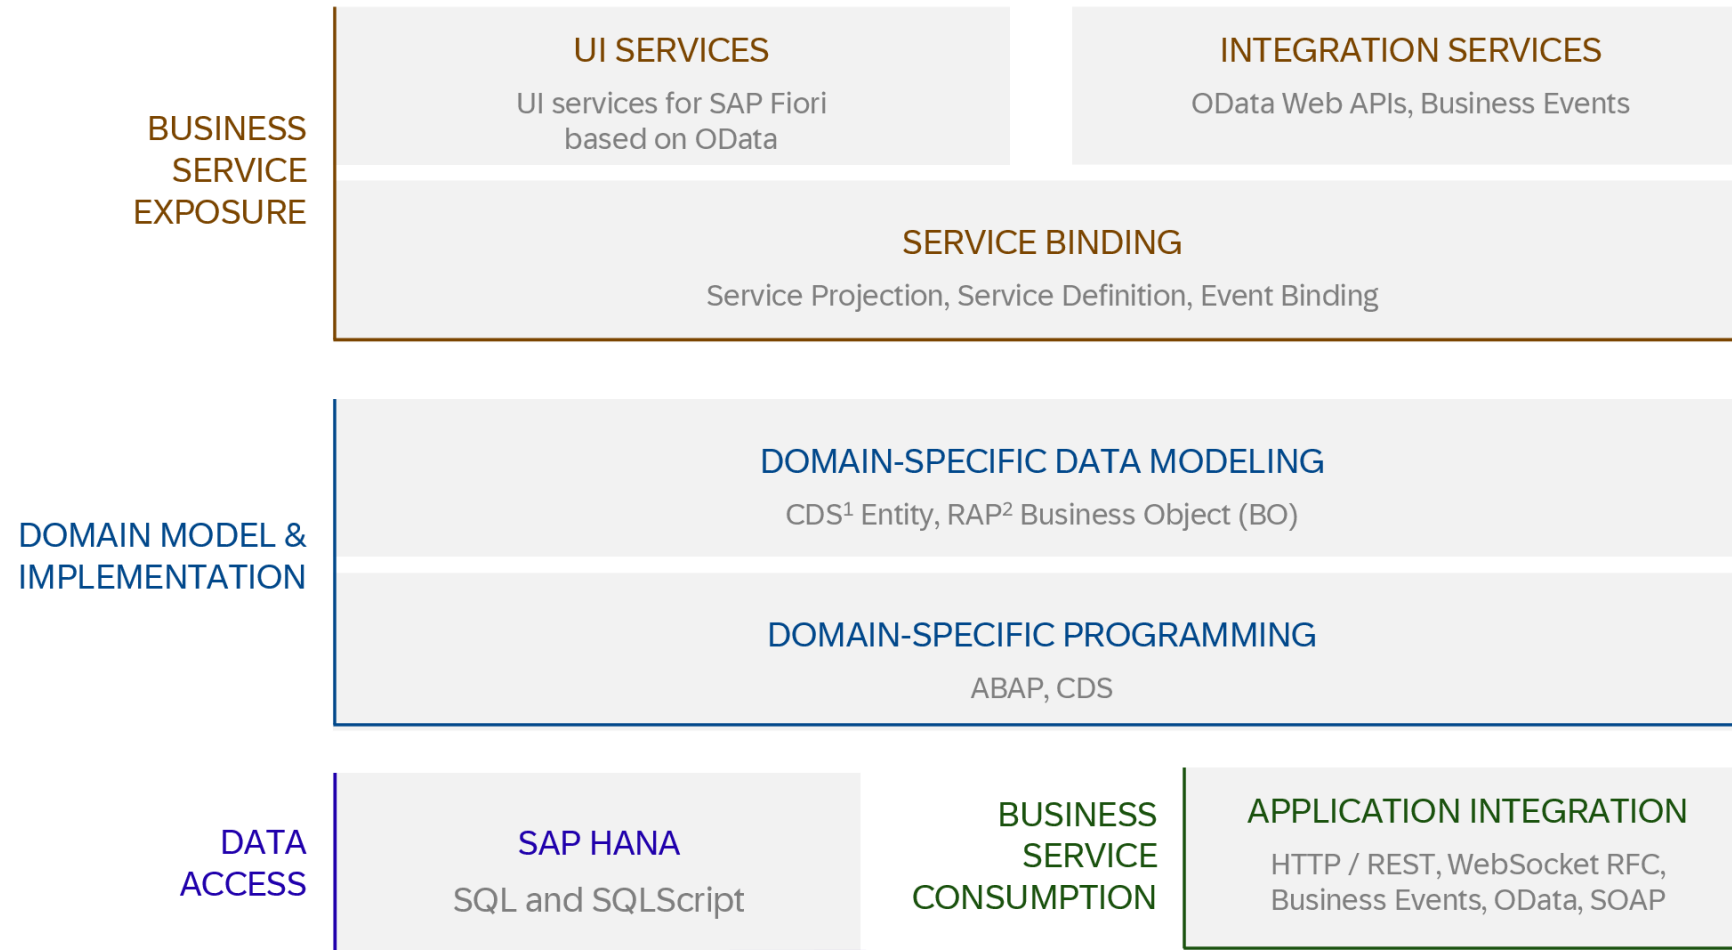 UI SERVICES
UI services for SAP Fiori
based on OData
INTEGRATION SERVICES
OData Web APIs, Business Events
BUSINESS
SERVICE
EXPOSURE
SERVICE BINDING
Service Projection, Service Definition, Event Binding
DOMAIN-SPECIFIC DATA MODELING
CDS¹ Entity, RAP² Business Object (BO)
DOMAIN MODEL &
IMPLEMENTATION
DOMAIN-SPECIFIC PROGRAMMING
ABAP, CDS
DATA
ACCESS
SAP HANA
SQL and SQLScript
BUSINESS
SERVICE
CONSUMPTION
APPLICATION INTEGRATION
HTTP / REST, WebSocket RFC,
Business Events, OData, SOAP